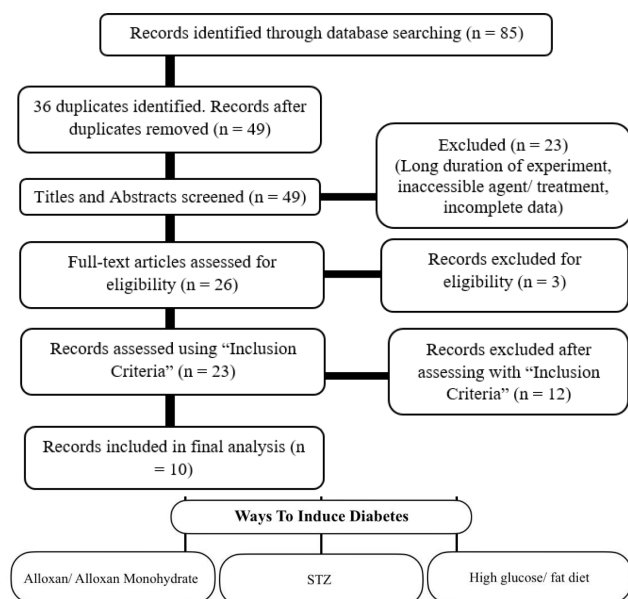 Records identified through database searching (n = 85)
36 duplicates identified. Records after
duplicates removed (n = 49)
Excluded (n = 23)
(Long duration of experiment,
inaccessible agent/ treatment,
incomplete data)
Titles and Abstracts screened (n = 49)
Full-text articles assessed for
eligibility (n = 26)
Records excluded for
eligibility (n = 3)
Records assessed using “Inclusion
Criteria” (n = 23)
Records excluded after
assessing with “Inclusion
Criteria” (n = 12)
Records included in final analysis (n
= 10)
Ways To Induce Diabetes
Alloxan/ Alloxan Monohydrate
STZ
High glucose/ fat diet